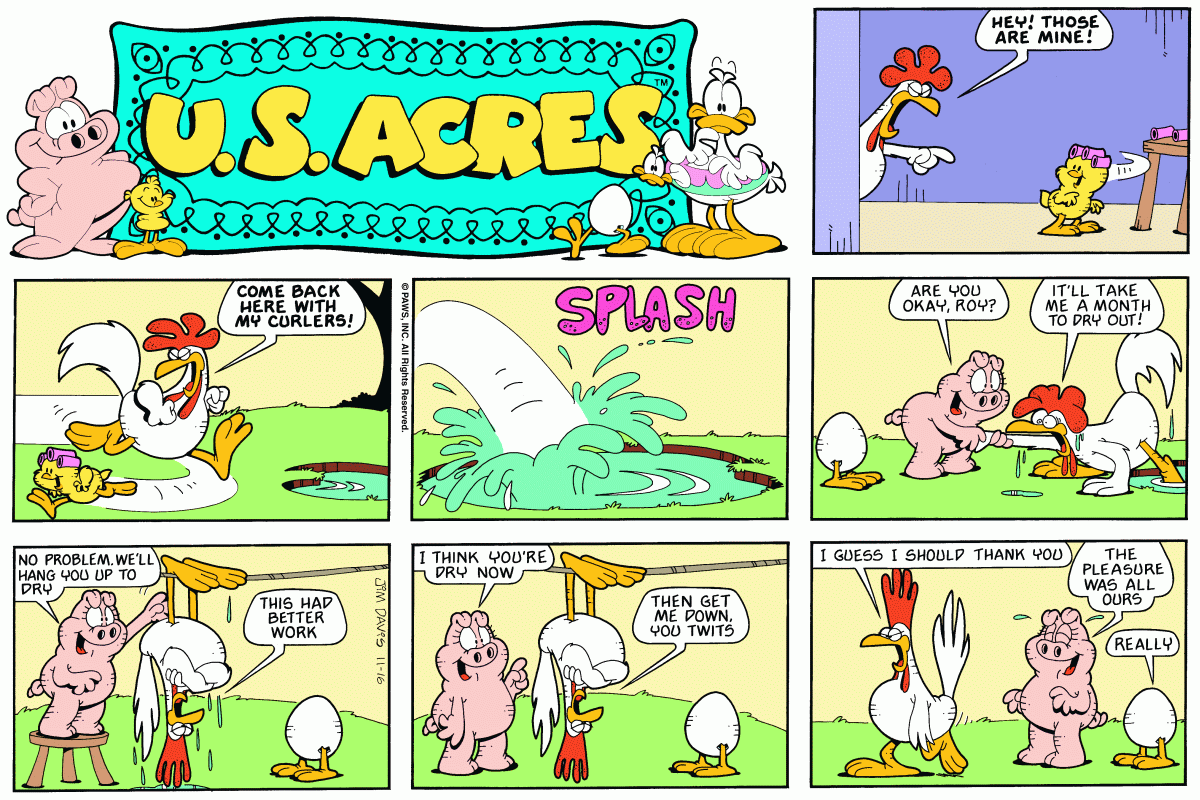 U.S. ACRES
™
HEY! THOSE
ARE MINE!
COME BACK
HERE WITH
MY CURLERS!
© PAWS, INC. All Rights Reserved.
SPLASH
ARE YOU
OKAY, ROY?
IT'LL TAKE
ME A MONTH
TO DRY OUT!
NO PROBLEM. WE'LL
HANG YOU UP TO
DRY
THIS HAD
BETTER
WORK
JIM DAVIS 11-16
I THINK YOU'RE
DRY NOW
THEN GET
ME DOWN,
YOU TWITS
I GUESS I SHOULD THANK YOU
THE
PLEASURE
WAS ALL
OURS
REALLY